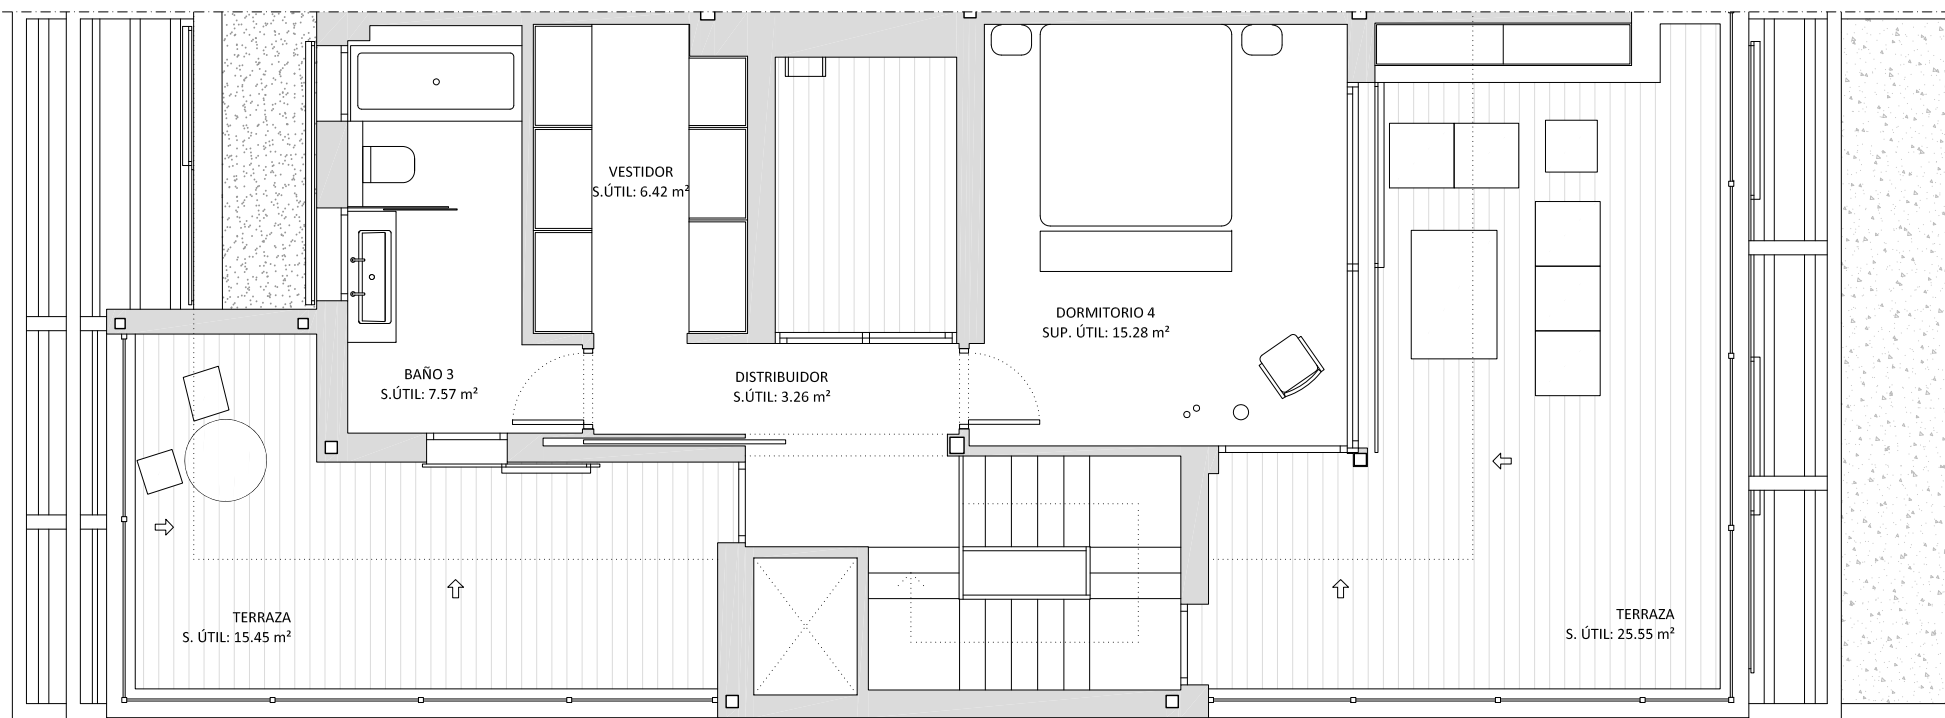 VESTIDOR
S.ÚTIL: 6.42 m²
DORMITORIO 4
SUP. ÚTIL: 15.28 m²
BAÑO 3
S.ÚTIL: 7.57 m²
DISTRIBUIDOR
S.ÚTIL: 3.26 m²
TERRAZA
S. ÚTIL: 15.45 m²
TERRAZA
S. ÚTIL: 25.55 m²